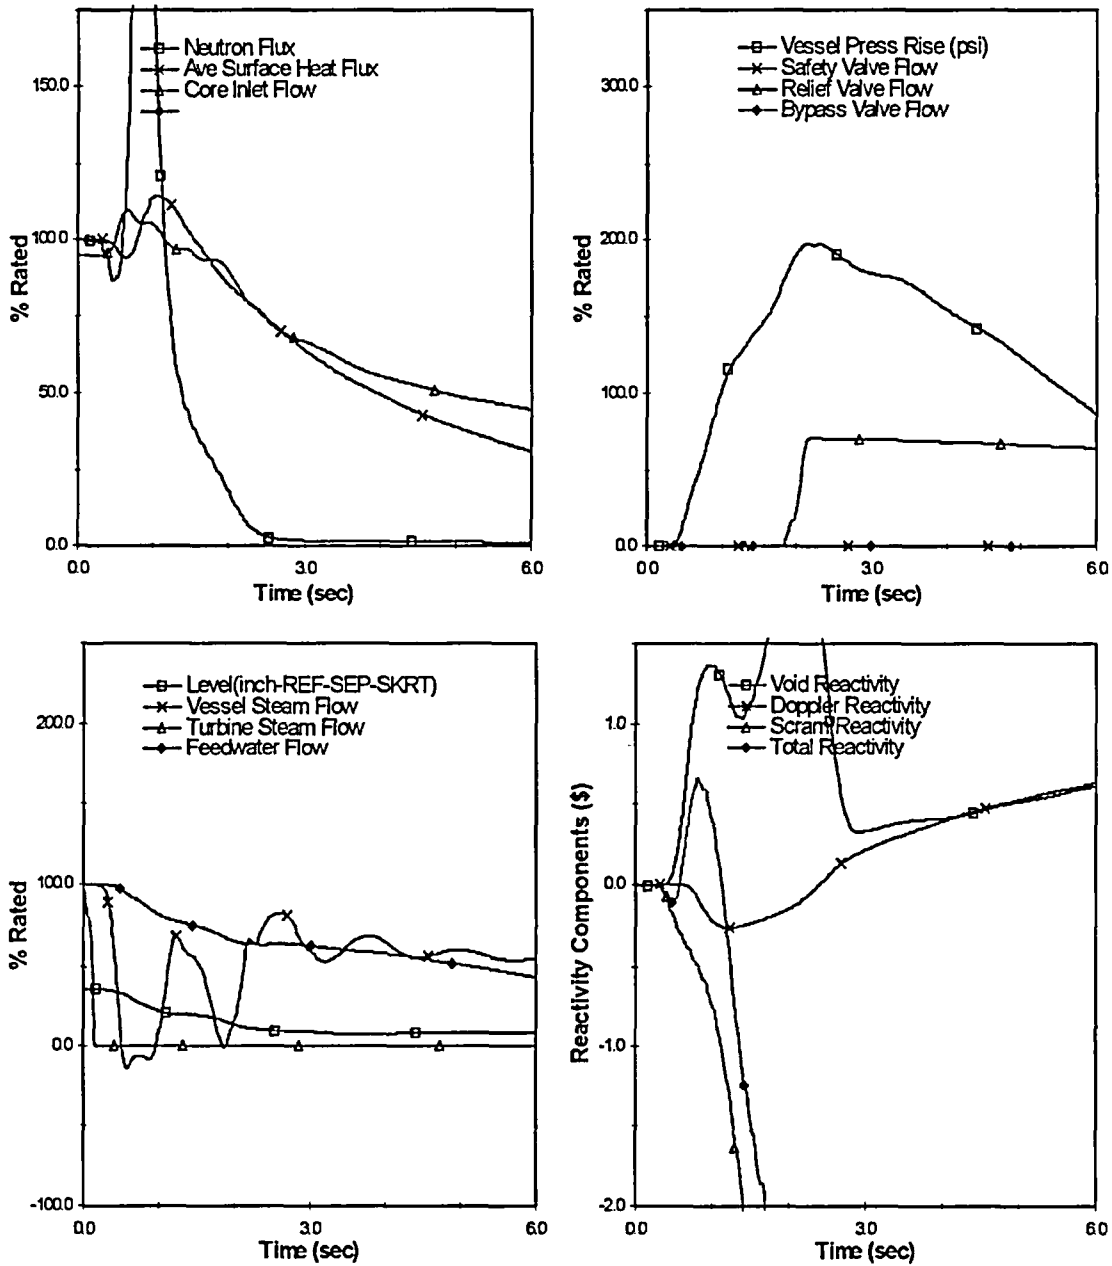 Neutron Flux
Ave Surface Heat Flux
Core Inlet Flow
150.0
100.0
50.0
0.0
% Rated
0.0
3.0
6.0
Time (sec)
Vessel Press Rise (psi)
Safety Valve Flow
Relief Valve Flow
Bypass Valve Flow
300.0
200.0
100.0
0.0
% Rated
0.0
3.0
6.0
Time (sec)
Level(inch-REF-SEP-SKRT)
Vessel Steam Flow
Turbine Steam Flow
Feedwater Flow
200.0
100.0
0.0
-100.0
% Rated
0.0
3.0
6.0
Time (sec)
Void Reactivity
Doppler Reactivity
Scram Reactivity
Total Reactivity
1.0
0.0
-1.0
-2.0
Reactivity Components ($)
0.0
3.0
6.0
Time (sec)